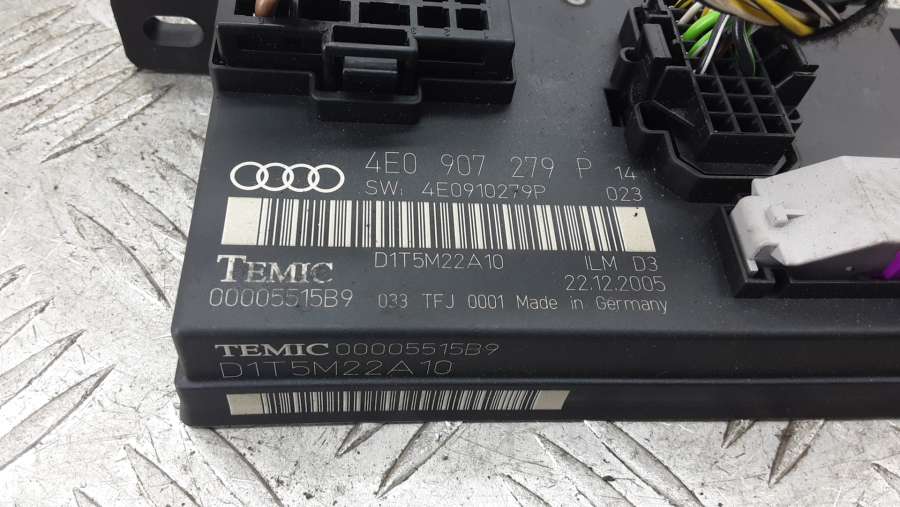 4E0 907 279 P 14
SW: 4E0910279P 023
D1T5M22A10 ILM D3
TEMIC 22.12.2005
00005515B9 033 TFJ 0001 Made in Germany
TEMIC 00005515B9
D1T5M22A10